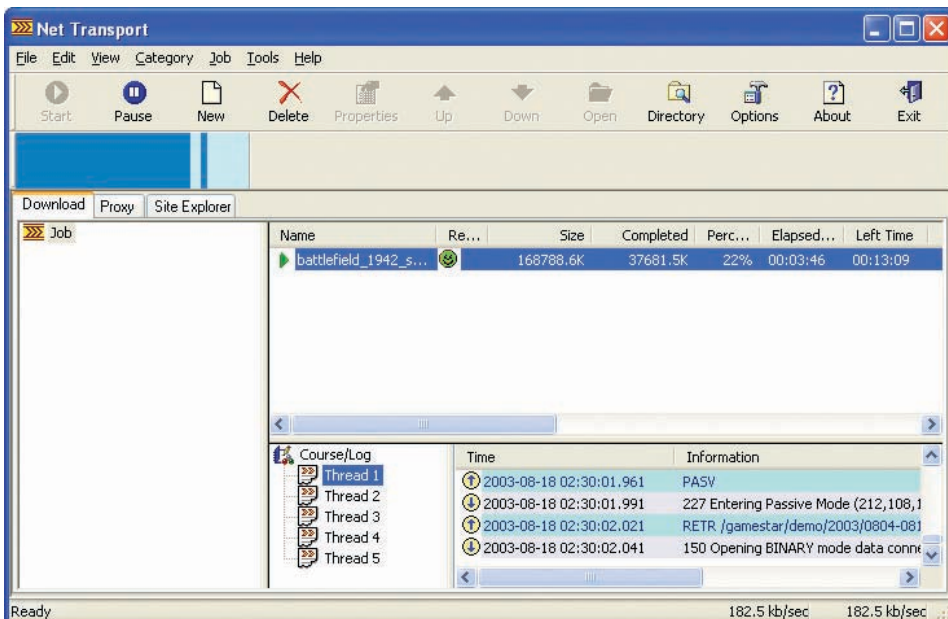 Net Transport
File Edit View Category Job Tools Help
Start Pause New Delete Properties Up Down Open Directory Options About Exit
Download Proxy Site Explorer
Job
Name Re... Size Completed Perc... Elapsed... Left Time
battlefield_1942_s... 168788.6K 37681.5K 22% 00:03:46 00:13:09
Course/Log
Thread 1
Thread 2
Thread 3
Thread 4
Thread 5
Time Information
2003-08-18 02:30:01.961 PASV
2003-08-18 02:30:01.991 227 Entering Passive Mode (212,108,1
2003-08-18 02:30:02.021 RETR /gamestar/demo/2003/0804-081
2003-08-18 02:30:02.041 150 Opening BINARY mode data conne
Ready 182.5 kb/sec 182.5 kb/sec